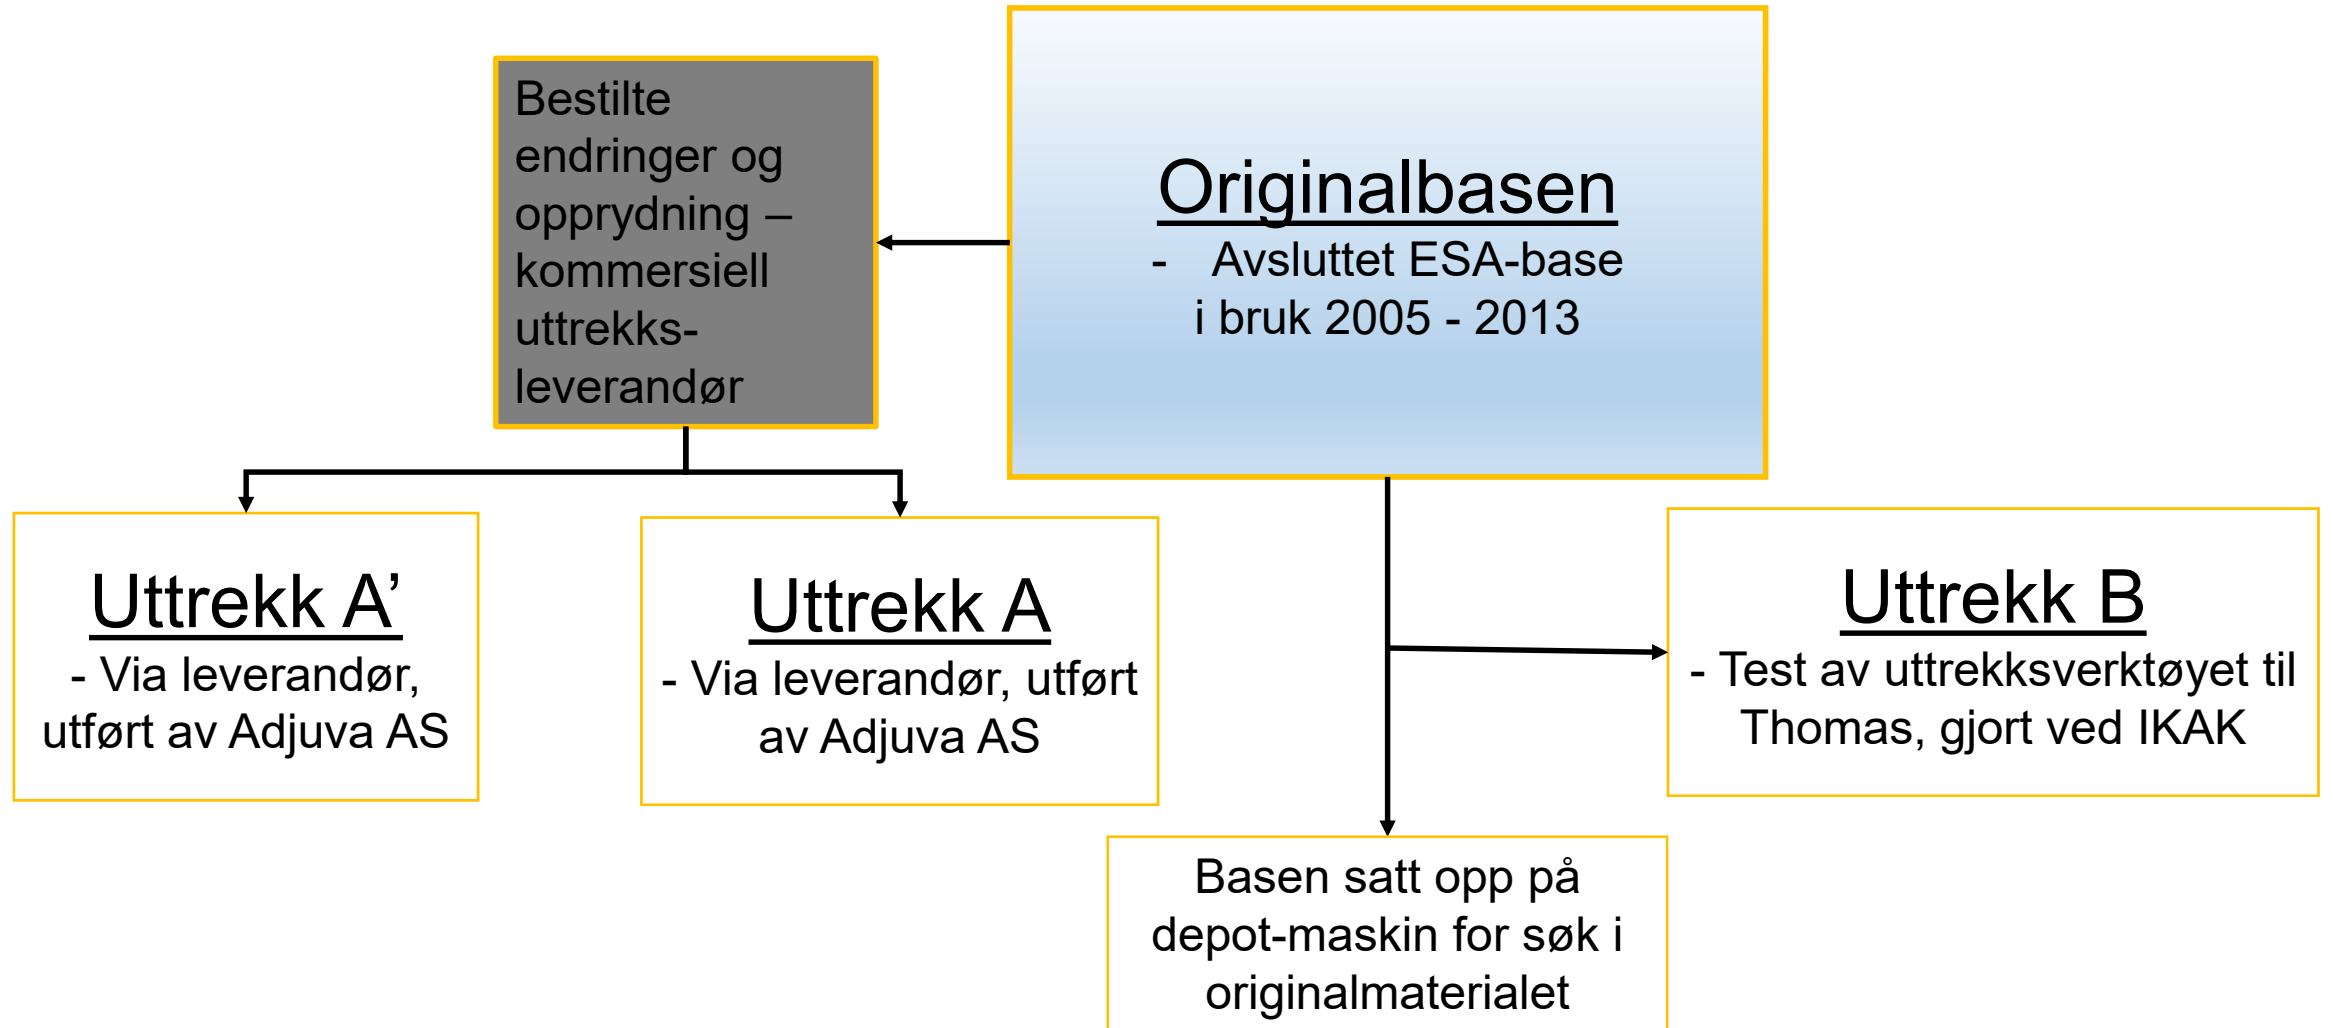 Bestilte
endringer og
opprydning –
kommersiell
uttrekks-
leverandør
Originalbasen
- Avsluttet ESA-base
i bruk 2005 - 2013
Uttrekk A’
- Via leverandør,
utført av Adjuva AS
Uttrekk A
- Via leverandør, utført
av Adjuva AS
Uttrekk B
- Test av uttrekksverktøyet til
Thomas, gjort ved IKAK
Basen satt opp på
depot-maskin for søk i
originalmaterialet